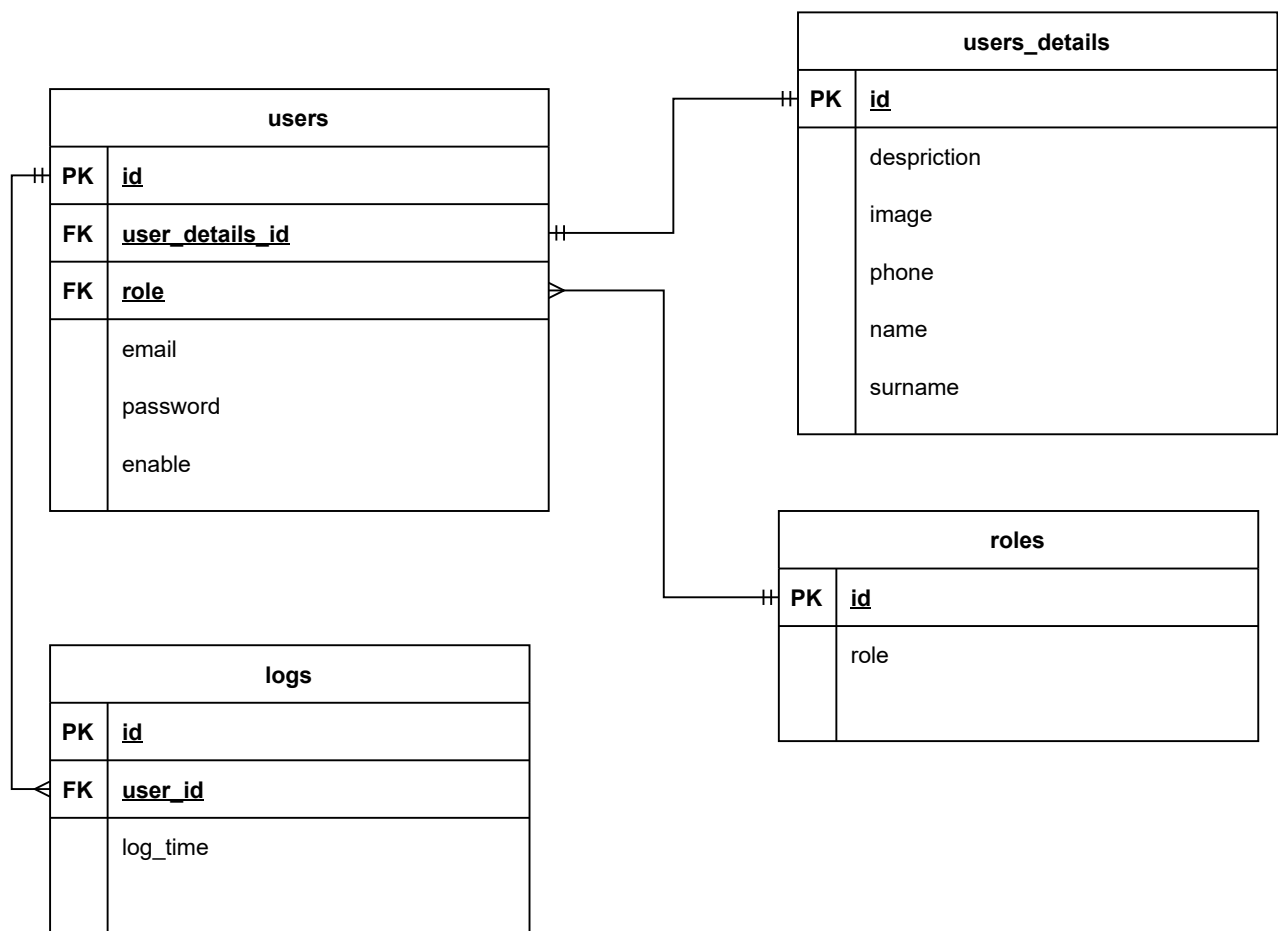 users
PK id
FK user_details_id
FK role
email
password
enable
users_details
PK id
despriction
image
phone
name
surname
roles
PK id
role
logs
PK id
FK user_id
log_time